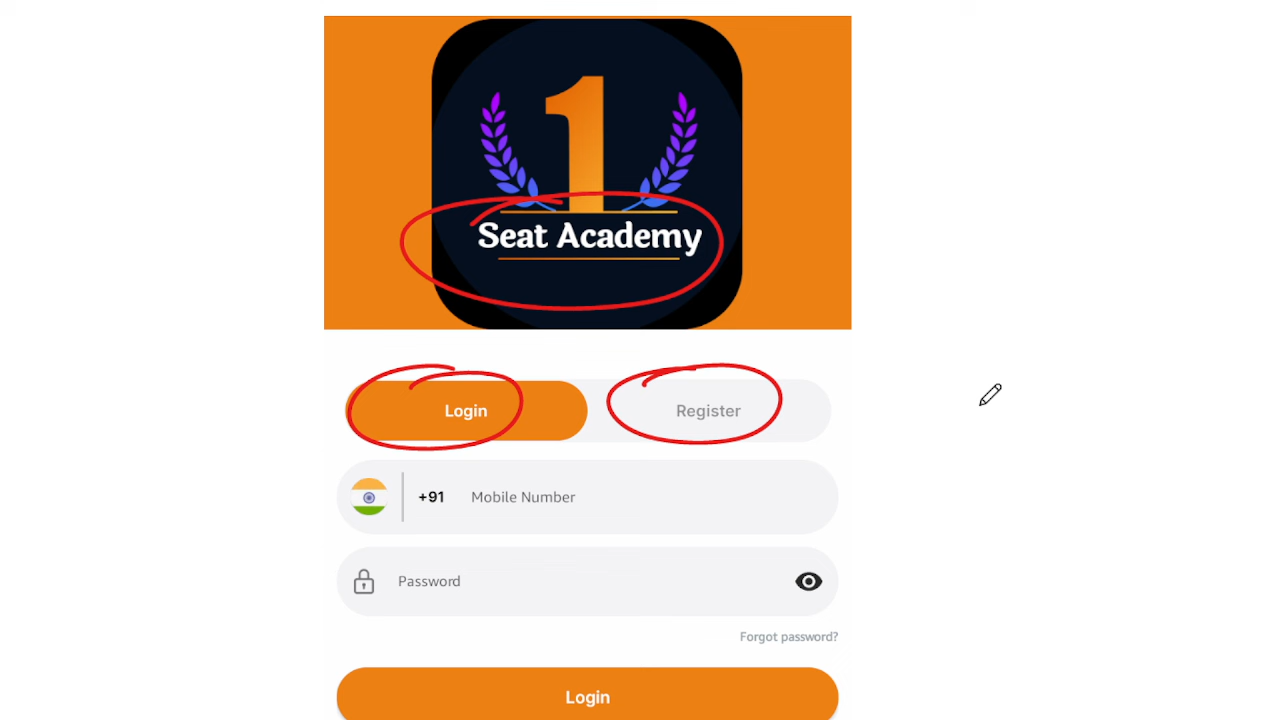 1
Seat Academy
Login Register
+91 Mobile Number
Password
Forgot password?
Login